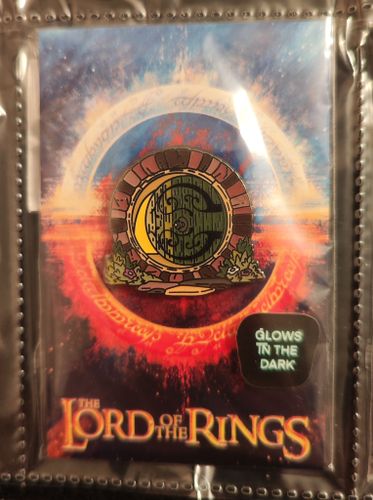 GLOWS
IN THE
DARK
THE
LORD OF THE RINGS